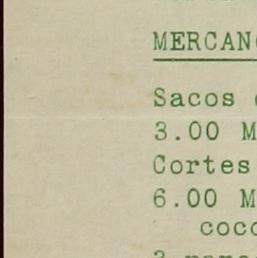 MERCAN
Sacos
3.00 M
Cortes
6.00 M
coco